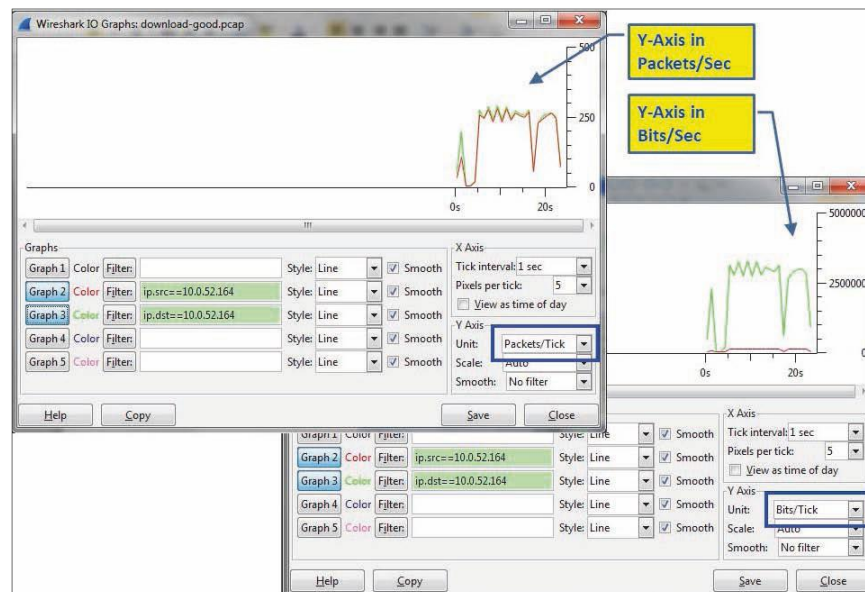 Wireshark IO Graphs: download-good.pcap
Y-Axis in
Packets/Sec
Y-Axis in
Bits/Sec
500
250
0
0s
20s
Graphs
Graph 1 Color Filter: Style: Line Smooth
Graph 2 Color Filter: ip.src==10.0.52.164 Style: Line Smooth
Graph 3 Color Filter: ip.dst==10.0.52.164 Style: Line Smooth
Graph 4 Color Filter: Style: Line Smooth
Graph 5 Color Filter: Style: Line Smooth
X Axis
Tick interval: 1 sec
Pixels per tick: 5
View as time of day
Y Axis
Unit: Packets/Tick
Scale: Auto
Smooth: No filter
Help Copy Save Close
5000000
2500000
0
0s
20s
Graph 1 Color Filter: Style: Line Smooth
Graph 2 Color Filter: ip.src==10.0.52.164 Style: Line Smooth
Graph 3 Color Filter: ip.dst==10.0.52.164 Style: Line Smooth
Graph 4 Color Filter: Style: Line Smooth
Graph 5 Color Filter: Style: Line Smooth
X Axis
Tick interval: 1 sec
Pixels per tick: 5
View as time of day
Y Axis
Unit: Bits/Tick
Scale: Auto
Smooth: No filter
Help Copy Save Close